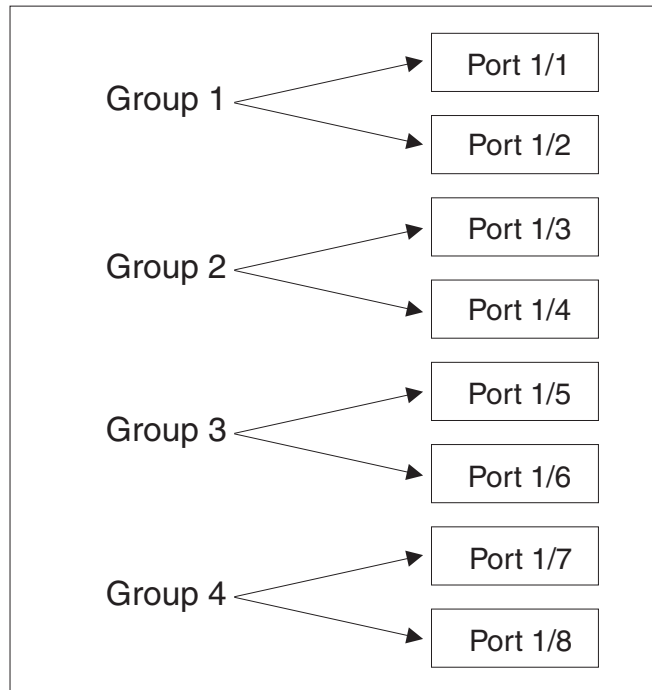 Group 1
Port 1/1
Port 1/2
Group 2
Port 1/3
Port 1/4
Group 3
Port 1/5
Port 1/6
Group 4
Port 1/7
Port 1/8